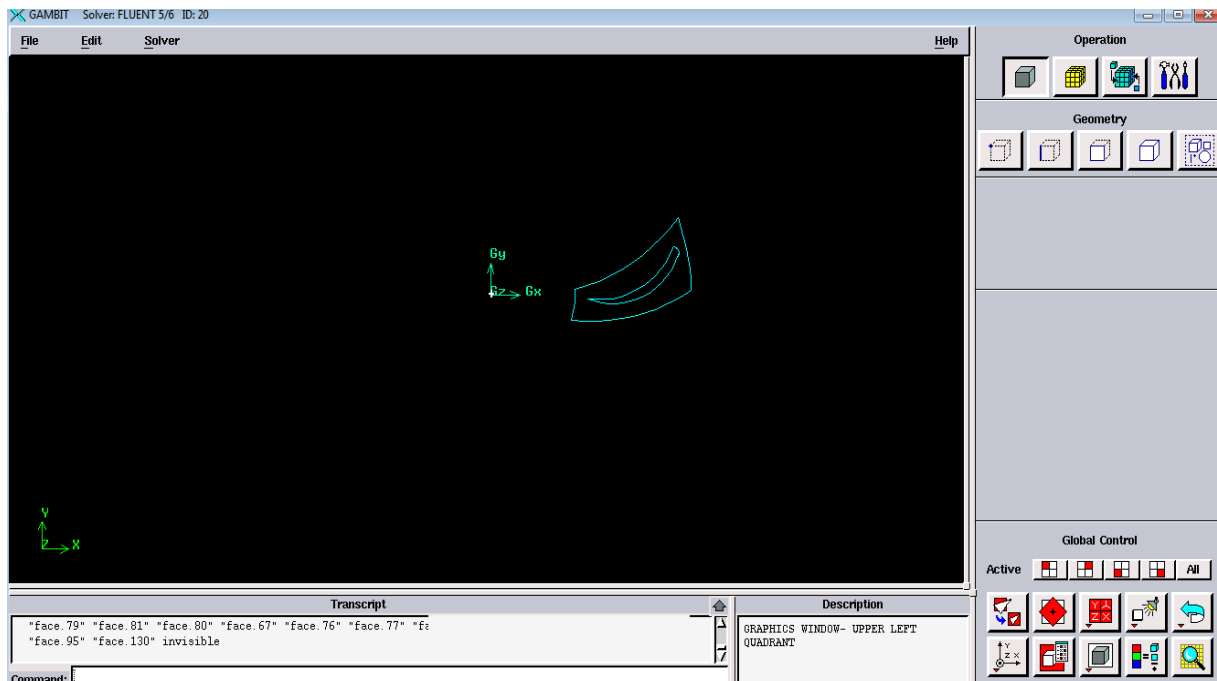 GAMBIT Solver: FLUENT 5/6 ID: 20
File Edit Solver Help
Operation
Geometry
Gy
Gz Gx
Y
Z X
Global Control
Active All
Transcript
"face.79" "face.81" "face.80" "face.67" "face.76" "face.77"
"face.95" "face.130" invisible
Description
GRAPHICS WINDOW- UPPER LEFT
QUADRANT
Command: